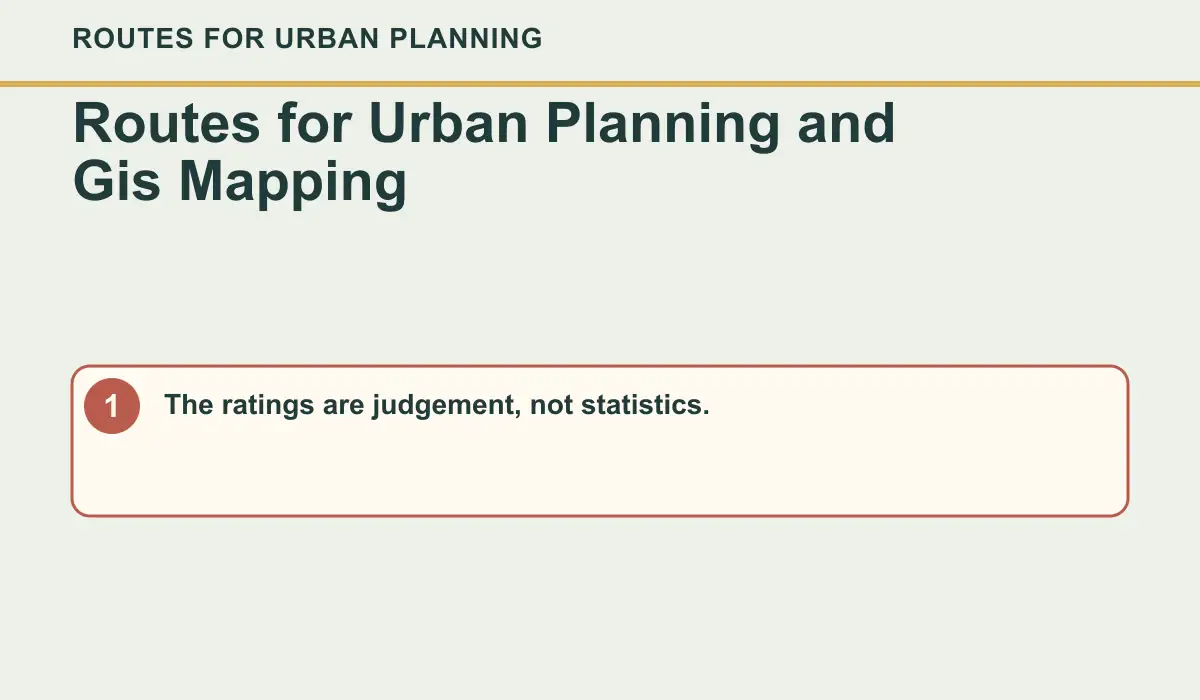 ROUTES FOR URBAN PLANNING
Routes for Urban Planning and
Gis Mapping
1 The ratings are judgement, not statistics.